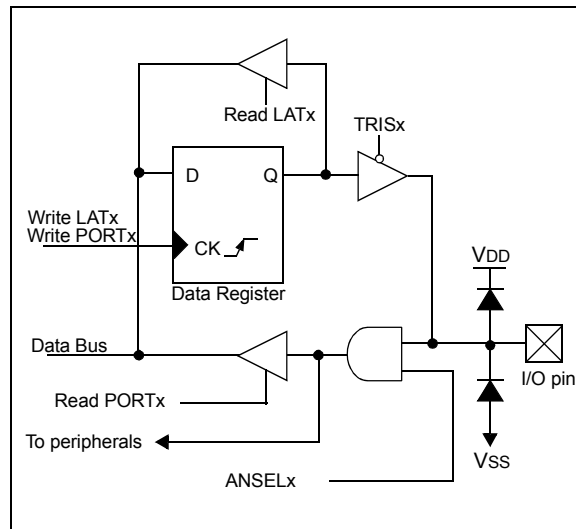 Read LATx
TRISx
D Q
Write LATx
Write PORTx
CK
Data Register
VDD
Data Bus
I/O pin
Read PORTx
To peripherals
VSS
ANSELx